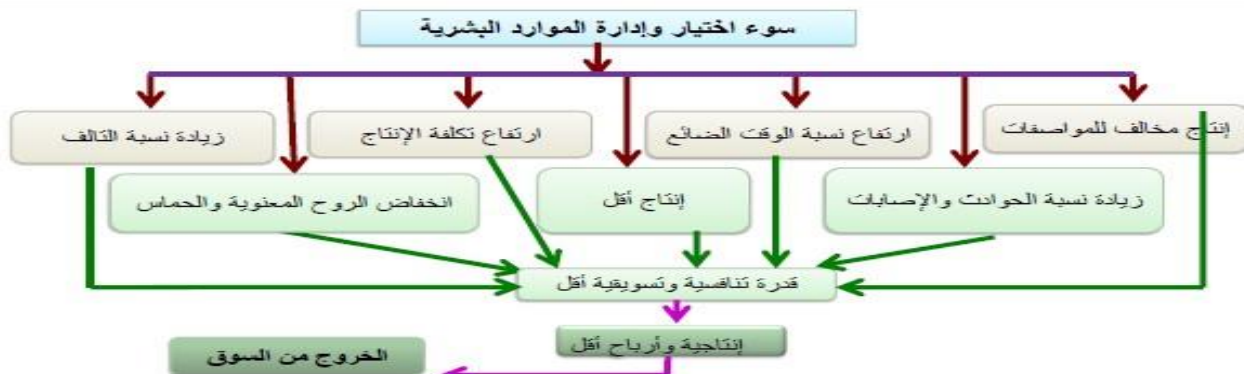 سوء اختيار وإدارة الموارد البشرية
إنتاج مخالف للمواصفات
ارتفاع نسبة الوقت الضائع
ارتفاع تكلفة الإنتاج
زيادة نسبة التالف
زيادة نسبة الحوادث والإصابات
إنتاج أقل
انخفاض الروح المعنوية والحماس
قدرة تنافسية وتسويقية أقل
إنتاجية وأرباح أقل
الخروج من السوق